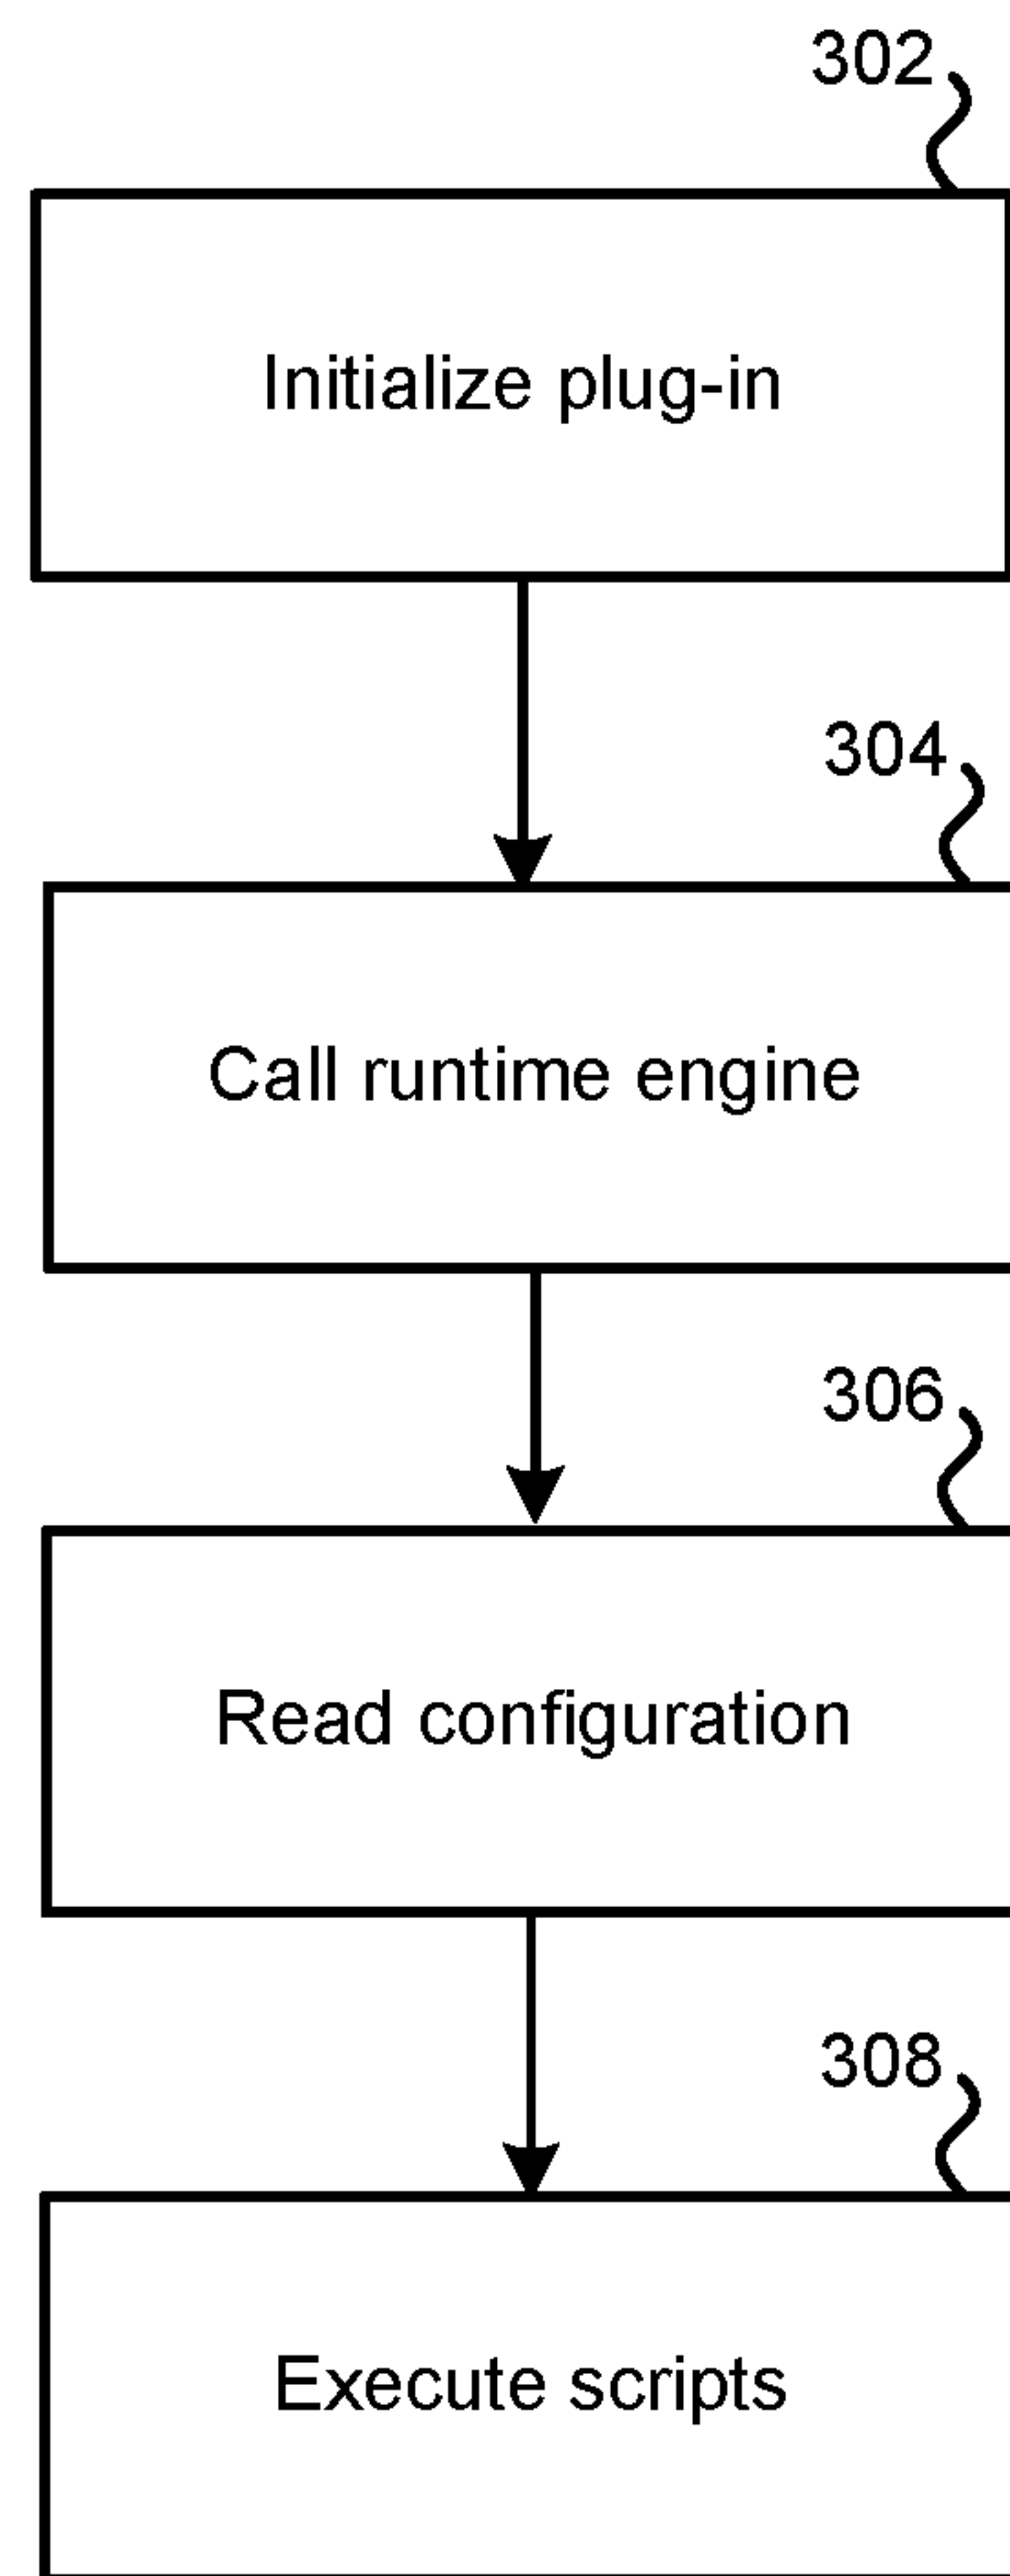 302
Initialize plug-in
304
Call runtime engine
306
Read configuration
308
Execute scripts